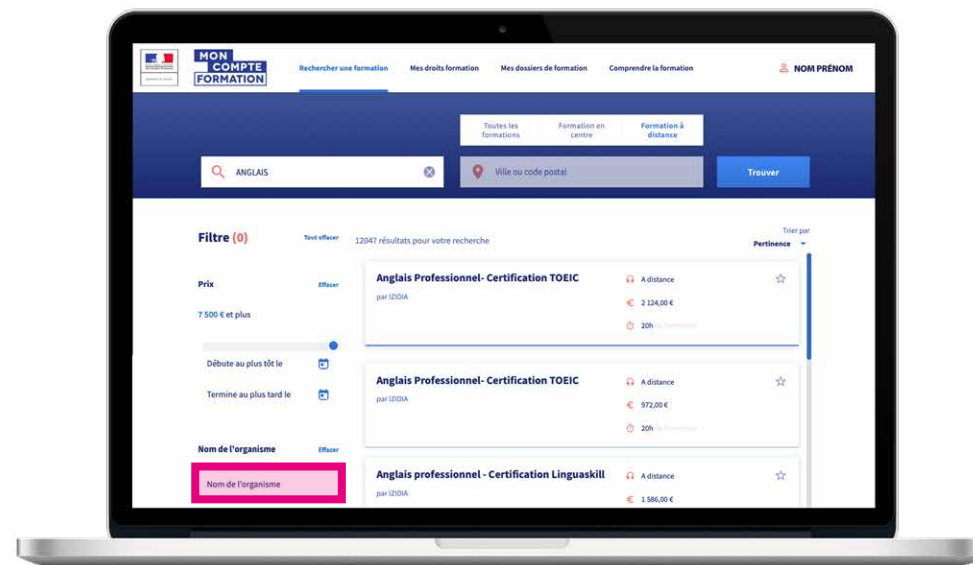 MON
COMPTE
FORMATION
Rechercher une formation
Mes droits formation
Mes dossiers de formation
Comprendre la formation
NOM PRÉNOM
Toutes les
formations
Formation en
centre
Formation à
distance
ANGLAIS
Ville ou code postal
Trouver
Filtre (0)
Tout effacer
12047 résultats pour votre recherche
Trier par
Pertinence
Prix
Effacer
7 500 € et plus
Débute au plus tôt le
Termine au plus tard le
Nom de l'organisme
Effacer
Nom de l'organisme
Anglais Professionnel- Certification TOEIC
par IZIDIA
A distance
2 124,00 €
20h de formation
Anglais Professionnel- Certification TOEIC
par IZIDIA
A distance
972,00 €
20h de formation
Anglais professionnel - Certification Linguaskill
par IZIDIA
A distance
1 586,00 €